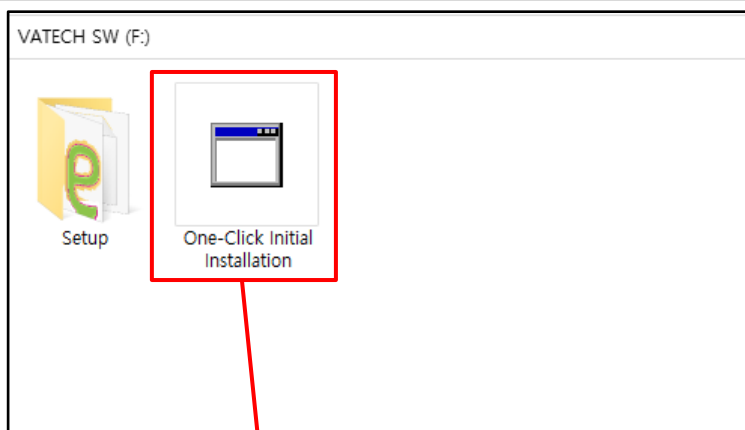 VATECH SW (F:)
Setup
One-Click Initial
Installation